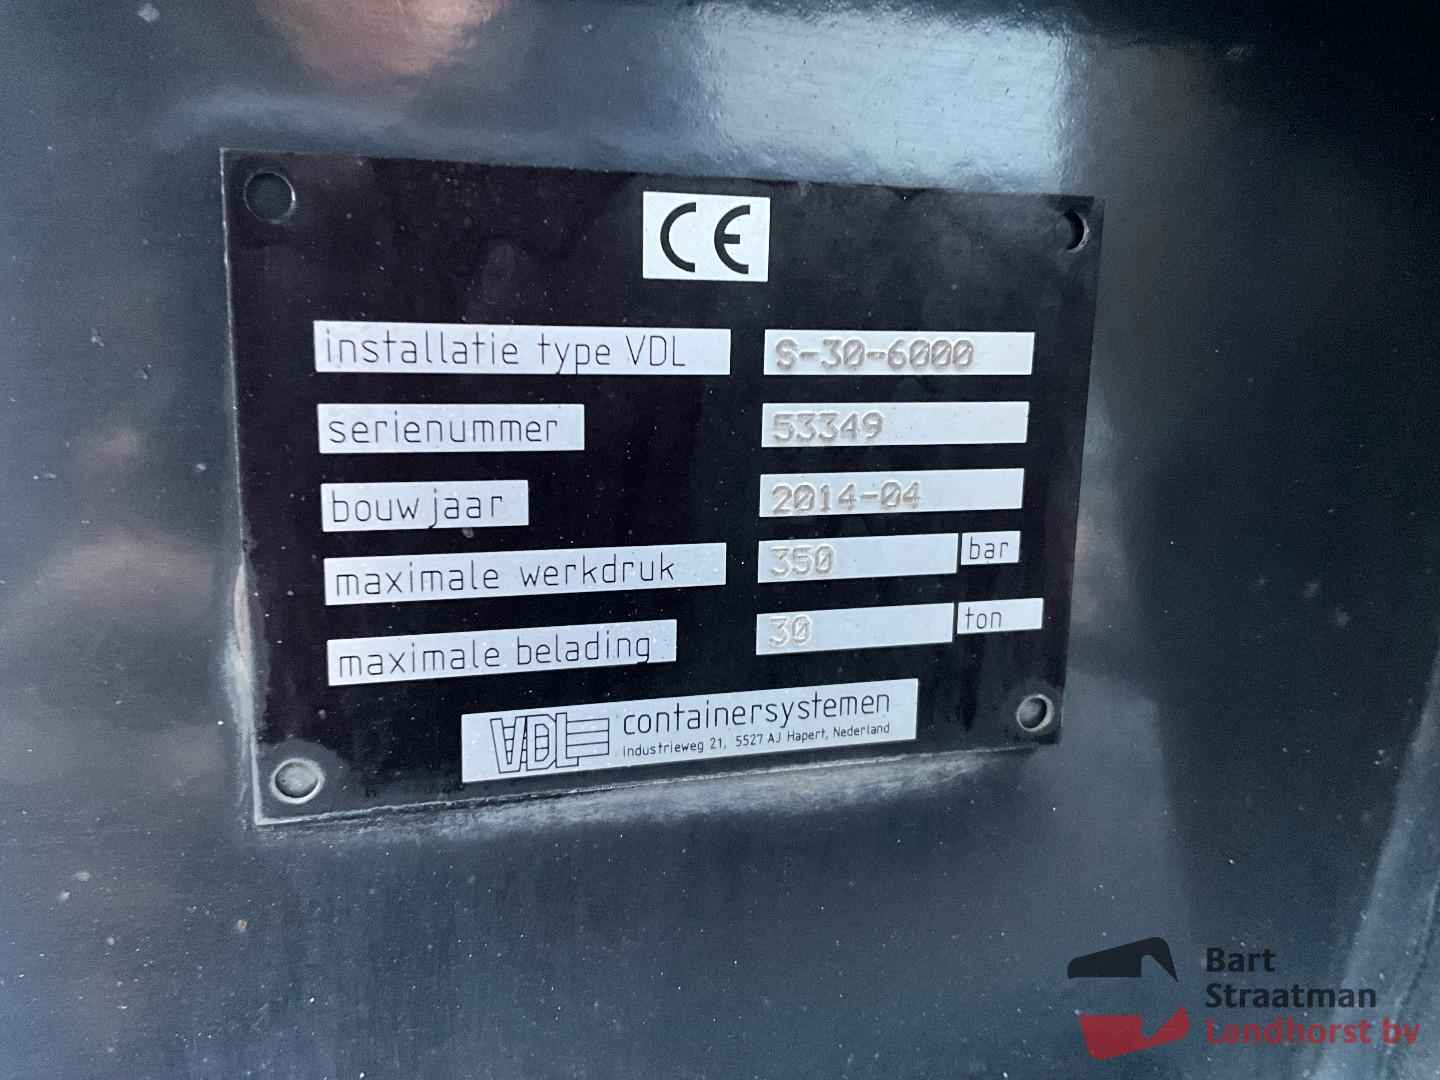 CE
installatie type VDL S-30-6000
serienummer 53349
bouwjaar 2014-04
maximale werkdruk 350 bar
maximale belading 30 ton
VDL containersystemen
Industrieweg 21, 5527 AJ Hapert, Nederland
Bart
Straatman
Landhorst bv